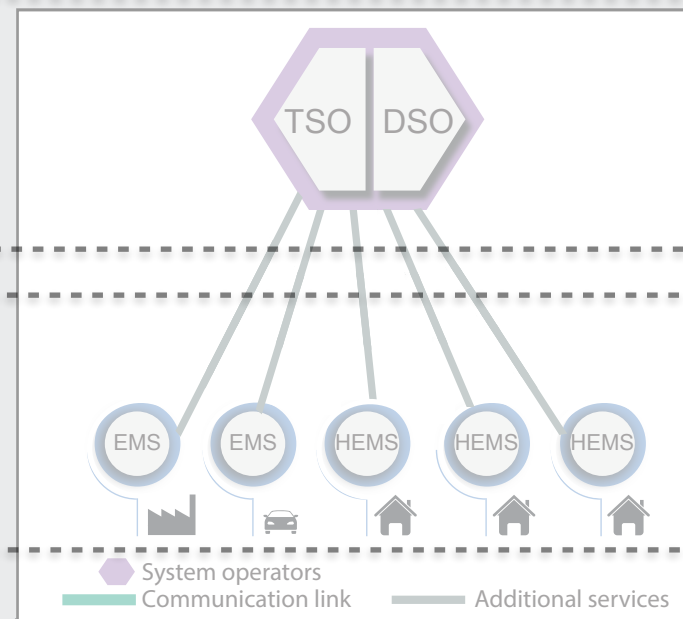 TSO DSO
EMS EMS HEMS HEMS HEMS
System operators
Communication link Additional services